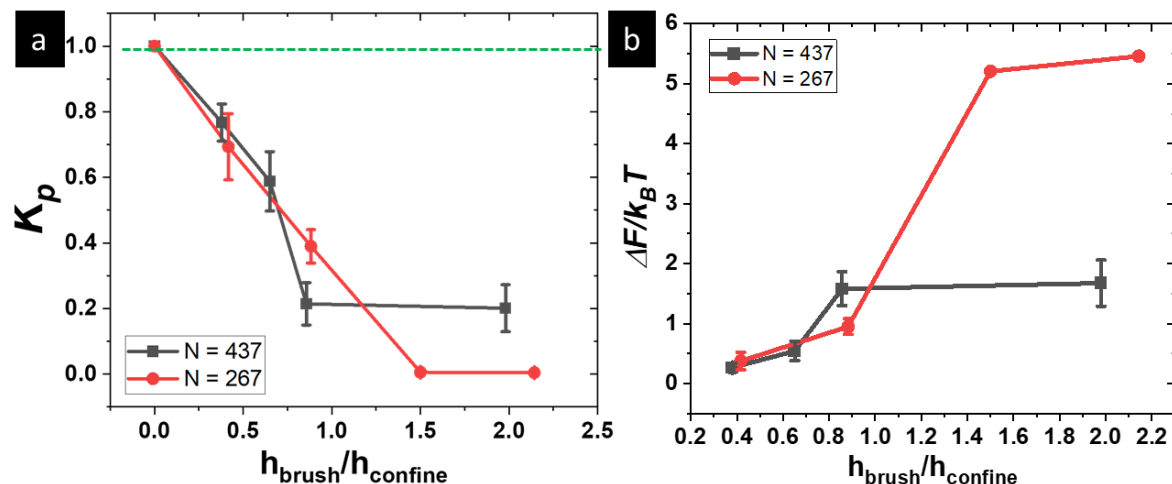 a
1.0
0.8
0.6
0.4
0.2
0.0
Kp
N = 437
N = 267
0.0 0.5 1.0 1.5 2.0 2.5
hbrush/hconfine
b
6
5
4
3
2
1
0
ΔF/kBT
N = 437
N = 267
0.2 0.4 0.6 0.8 1.0 1.2 1.4 1.6 1.8 2.0 2.2
hbrush/hconfine